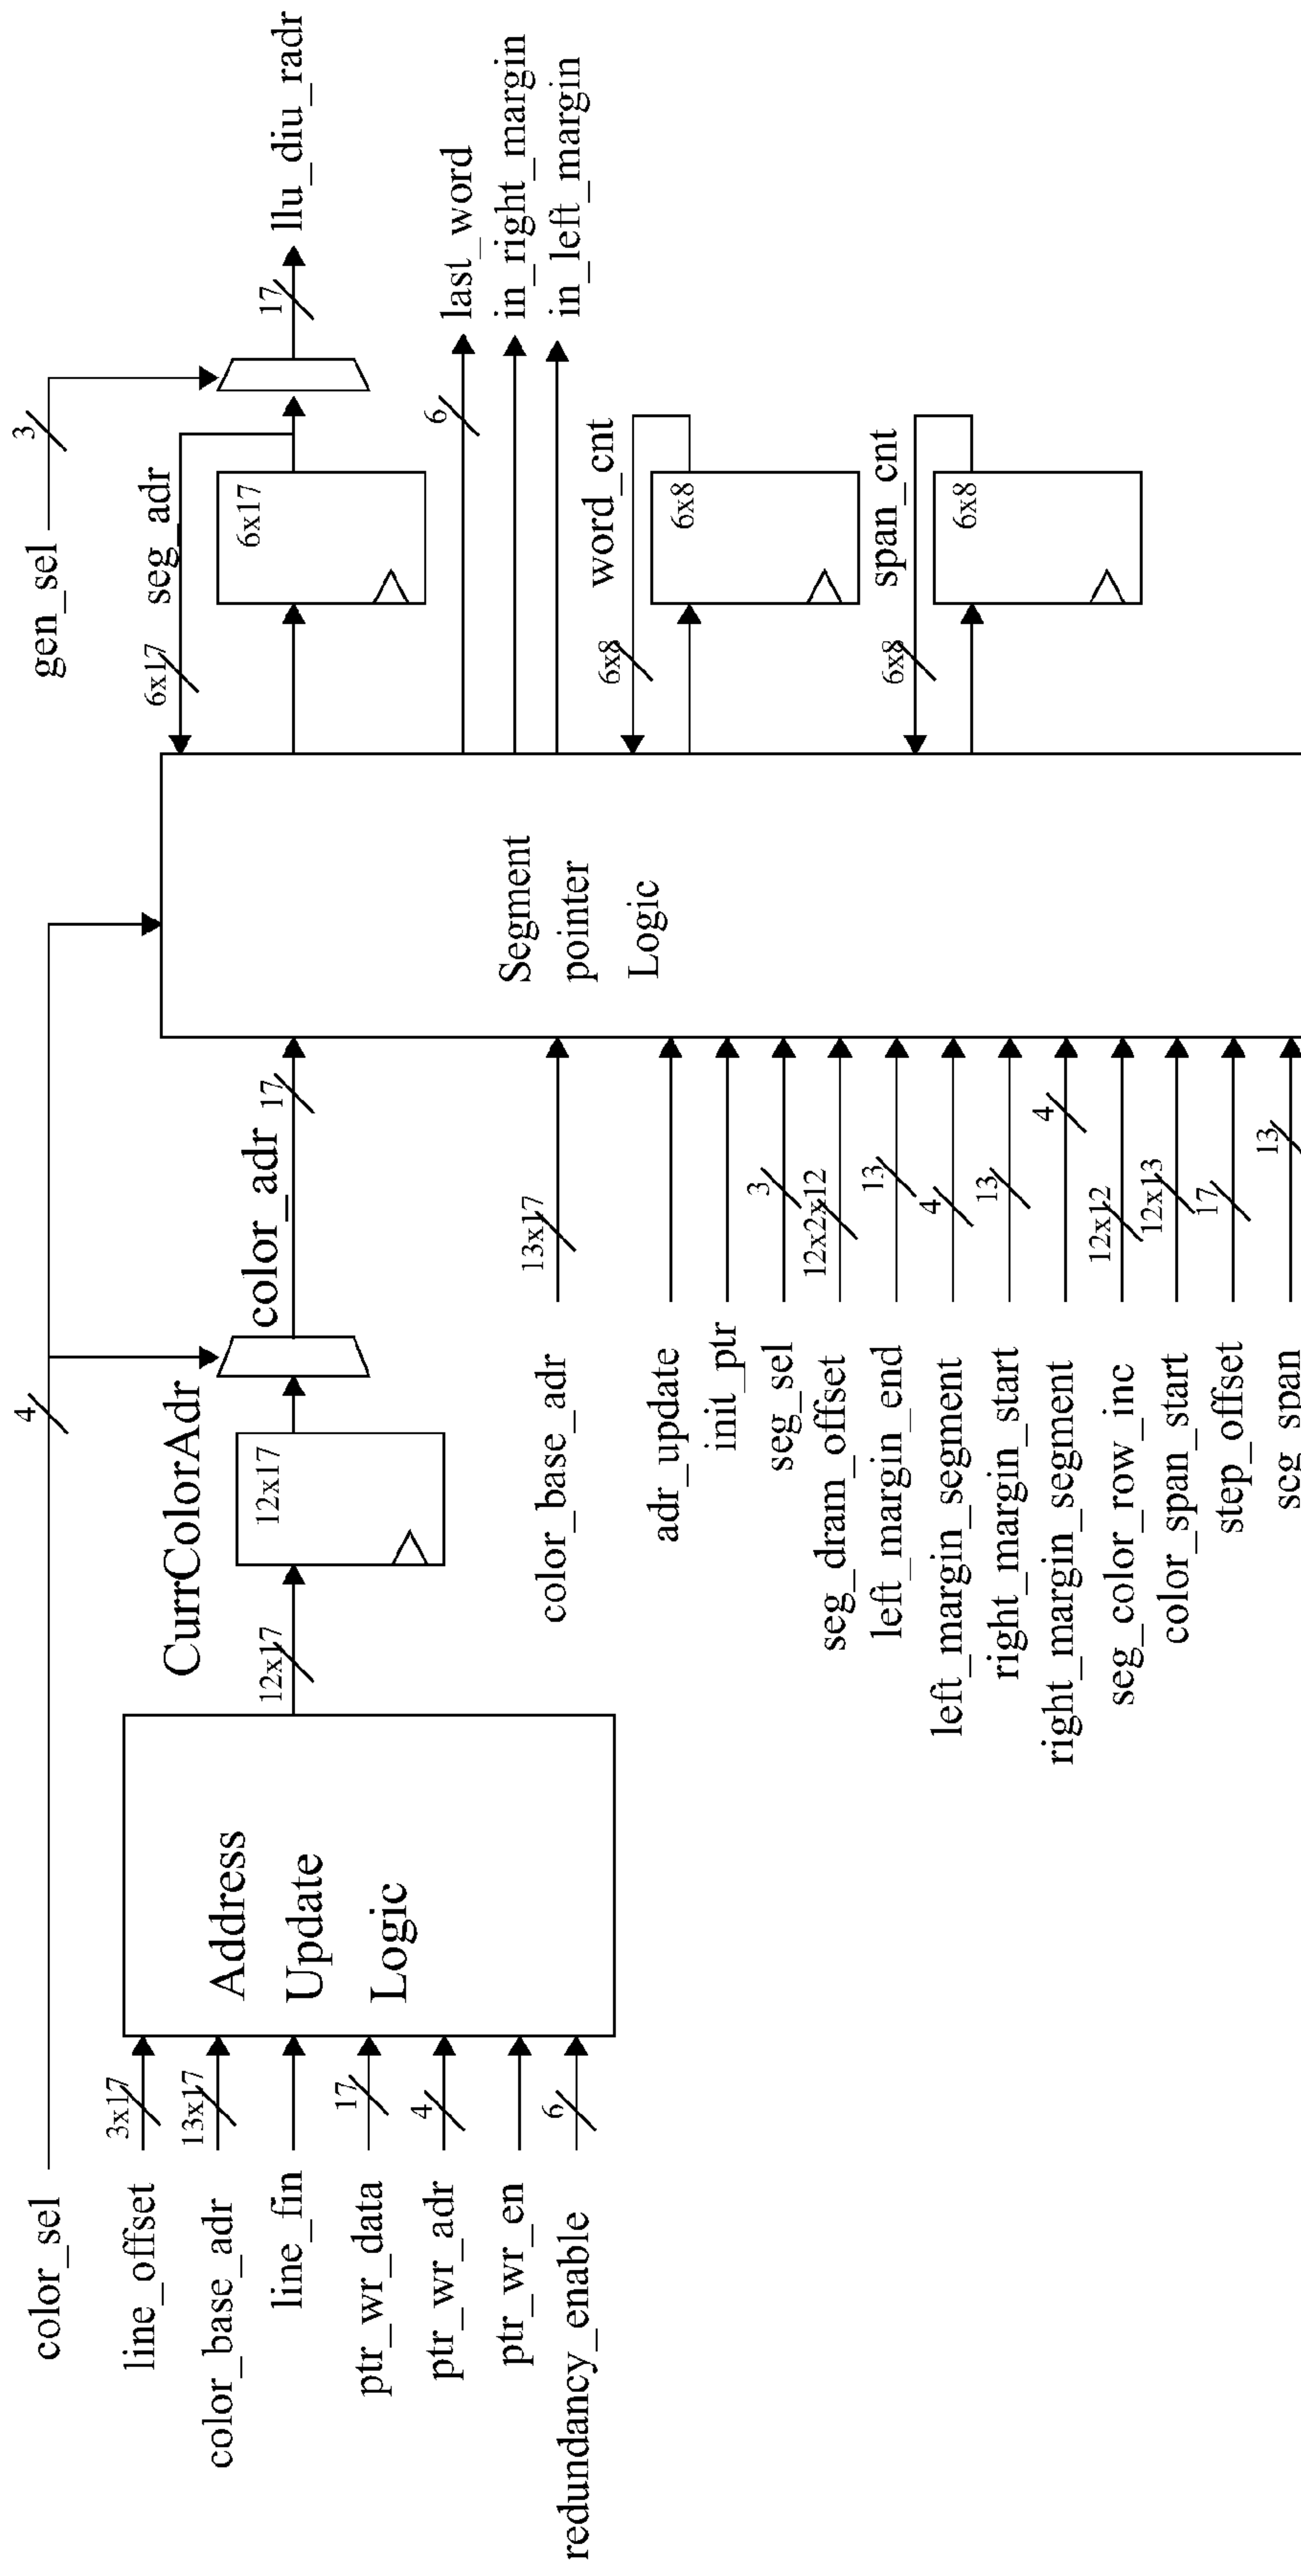 color_sel
4
gen_sel
3
line_offset
3x17
color_base_adr
13x17
line_fin
ptr_wr_data
17
ptr_wr_adr
4
ptr_wr_en
redundancy_enable
6
Address
Update
Logic
12x17
CurrColorAdr
12x17
color_adr
17
color_base_adr
13x17
adr_update
init_ptr
seg_sel
3
seg_dram_offset
12x2x12
left_margin_end
13
left_margin_segment
4
right_margin_start
13
right_margin_segment
4
seg_color_row_inc
12x12
color_span_start
12x13
step_offset
17
seg_span
13
Segment
pointer
Logic
6x17
seg_adr
6x17
17
llu_diu_radr
6
last_word
in_right_margin
in_left_margin
word_cnt
6x8
6x8
span_cnt
6x8
6x8